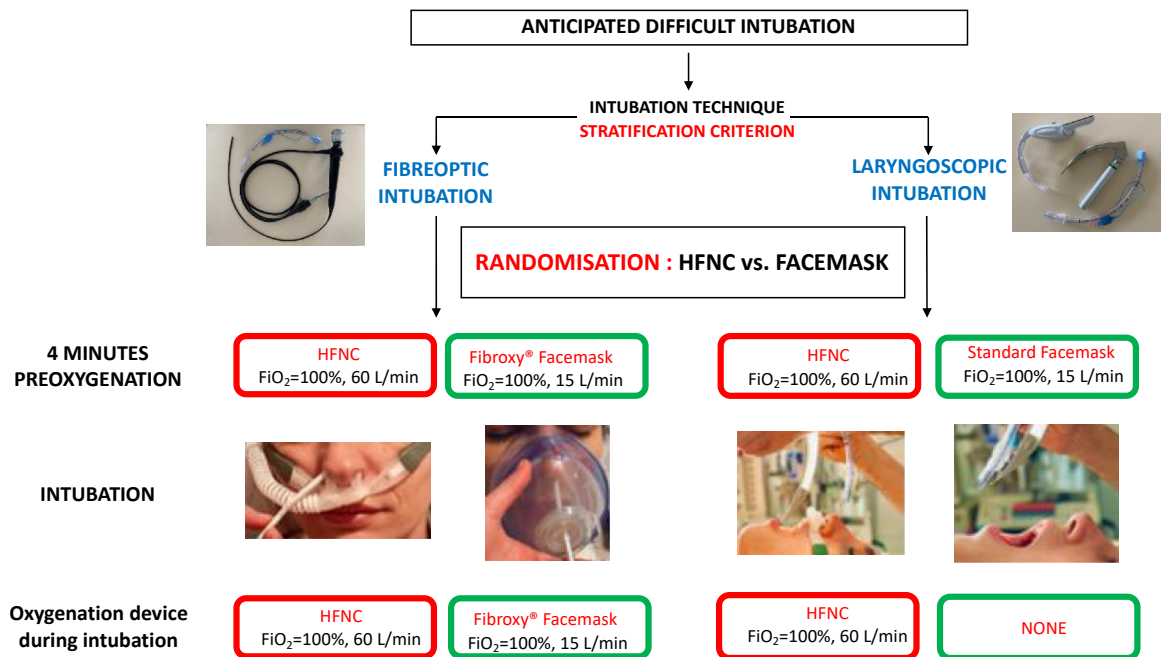 ANTICIPATED DIFFICULT INTUBATION
INTUBATION TECHNIQUE
STRATIFICATION CRITERION
FIBREOPTIC
INTUBATION
LARYNGOSCOPIC
INTUBATION
RANDOMISATION : HFNC vs. FACEMASK
4 MINUTES
PREOXYGENATION
HFNC
FiO₂=100%, 60 L/min
Fibroxy® Facemask
FiO₂=100%, 15 L/min
HFNC
FiO₂=100%, 60 L/min
Standard Facemask
FiO₂=100%, 15 L/min
INTUBATION
Oxygenation device
during intubation
HFNC
FiO₂=100%, 60 L/min
Fibroxy® Facemask
FiO₂=100%, 15 L/min
HFNC
FiO₂=100%, 60 L/min
NONE